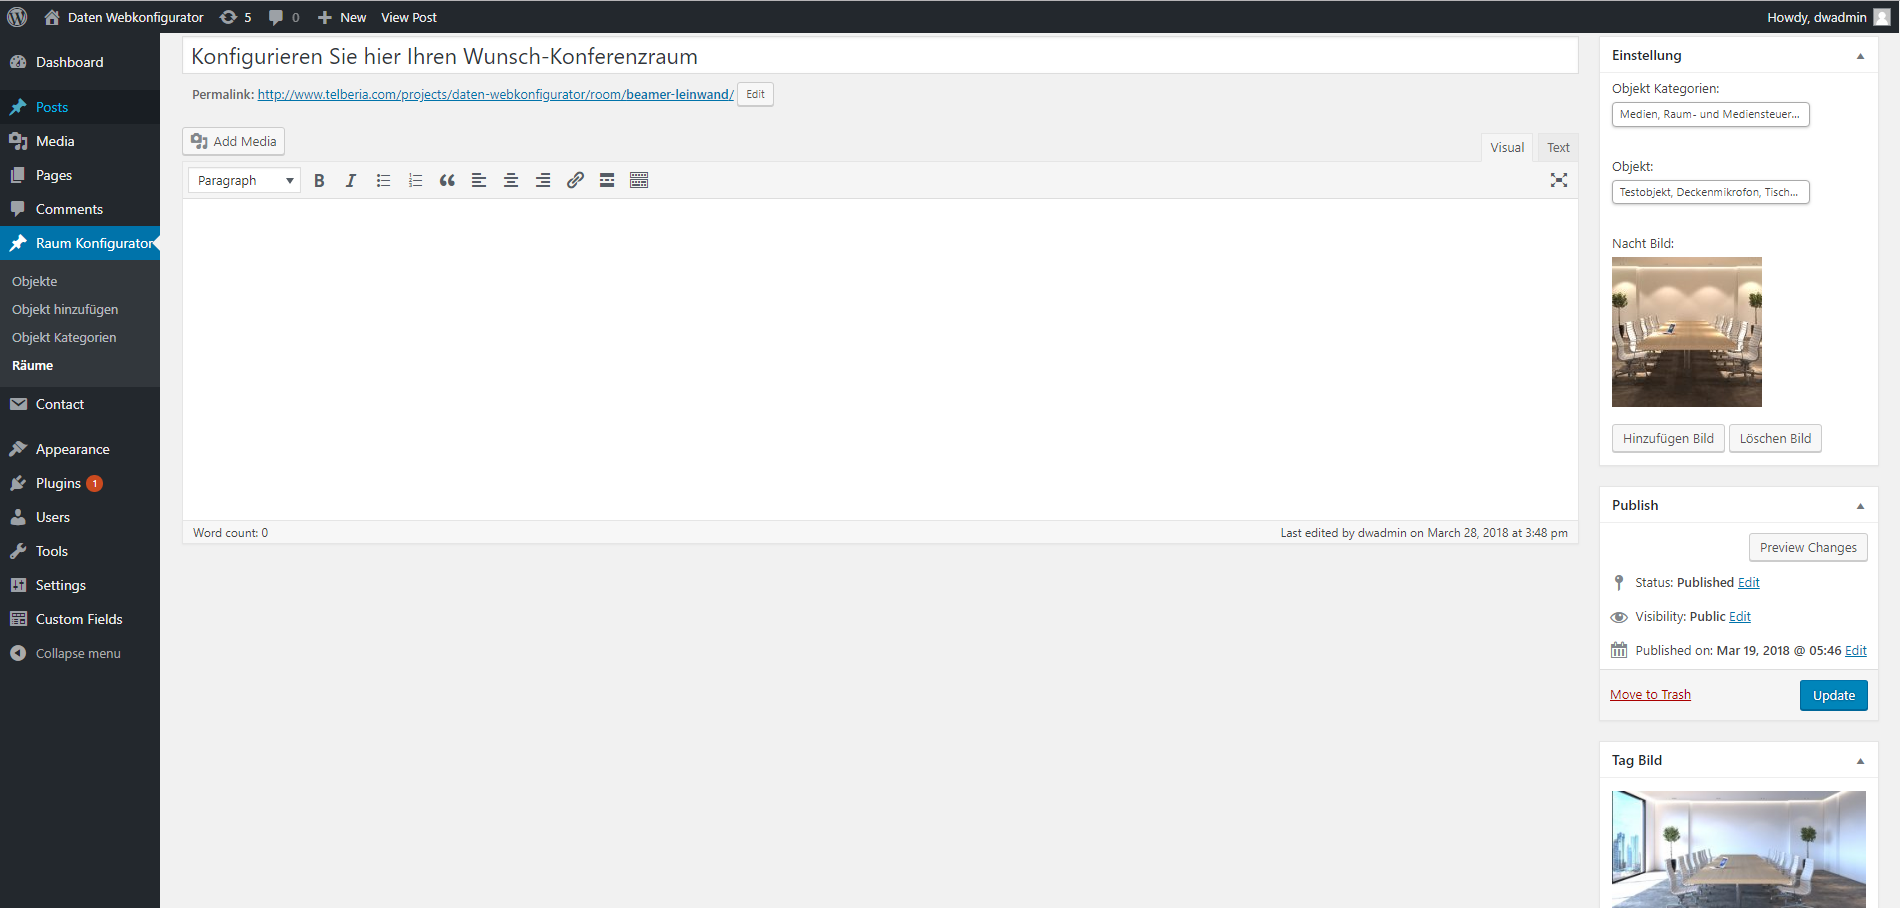 Daten Webkonfigurator 5 0 New View Post Howdy, dwadmin
Dashboard
Posts
Media
Pages
Comments
Raum Konfigurator
Objekte
Objekt hinzufügen
Objekt Kategorien
Räume
Contact
Appearance
Plugins 1
Users
Tools
Settings
Custom Fields
Collapse menu
Konfigurieren Sie hier Ihren Wunsch-Konferenzraum
Permalink: http://www.telberia.com/projects/daten-webkonfigurator/room/beamer-leinwand/ Edit
Add Media
Visual Text
Paragraph
Word count: 0
Last edited by dwadmin on March 28, 2018 at 3:48 pm
Einstellung
Objekt Kategorien:
Medien, Raum- und Mediensteuer...
Objekt:
Testobjekt, Deckenmikrofon, Tisch...
Nacht Bild:
Hinzufügen Bild Löschen Bild
Publish
Preview Changes
Status: Published Edit
Visibility: Public Edit
Published on: Mar 19, 2018 @ 05:46 Edit
Move to Trash Update
Tag Bild